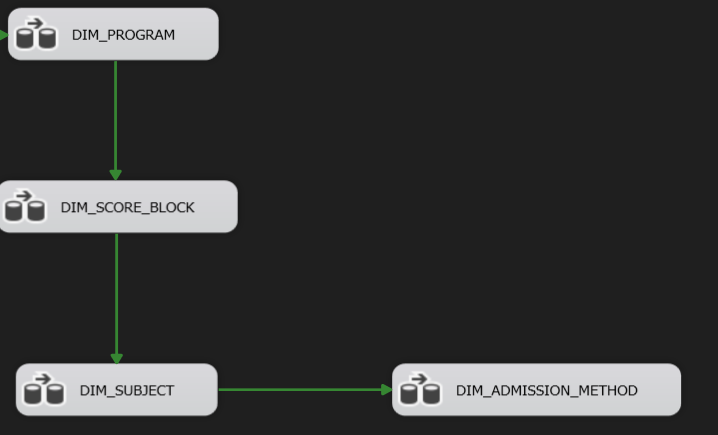 DIM_PROGRAM
DIM_SCORE_BLOCK
DIM_SUBJECT
DIM_ADMISSION_METHOD